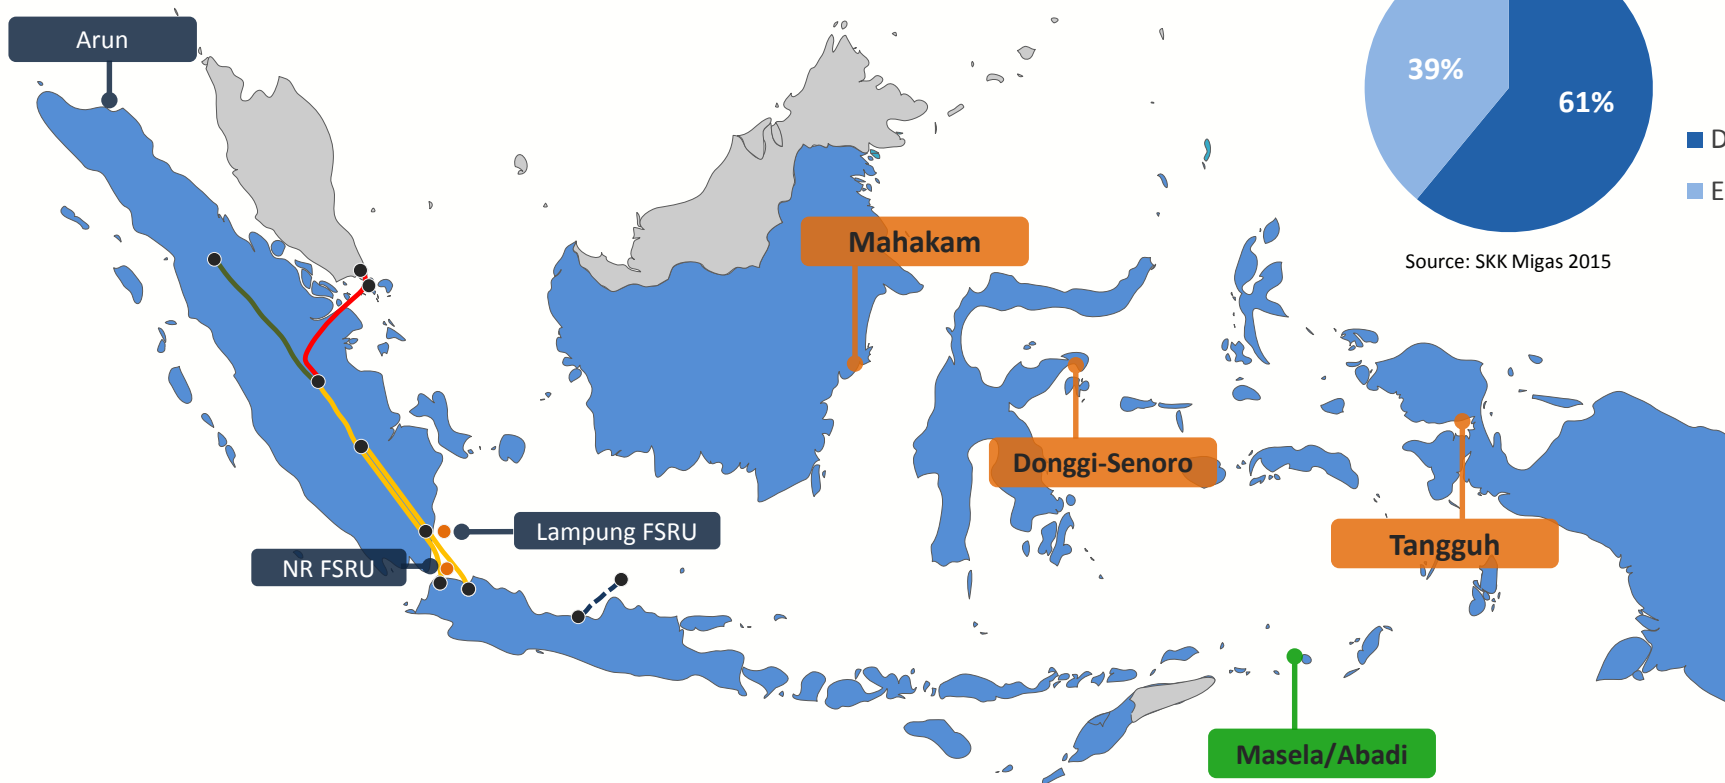 Arun
39%
61%
D
E
Source: SKK Migas 2015
Mahakam
Donggi-Senoro
Lampung FSRU
Tangguh
NR FSRU
Masela/Abadi